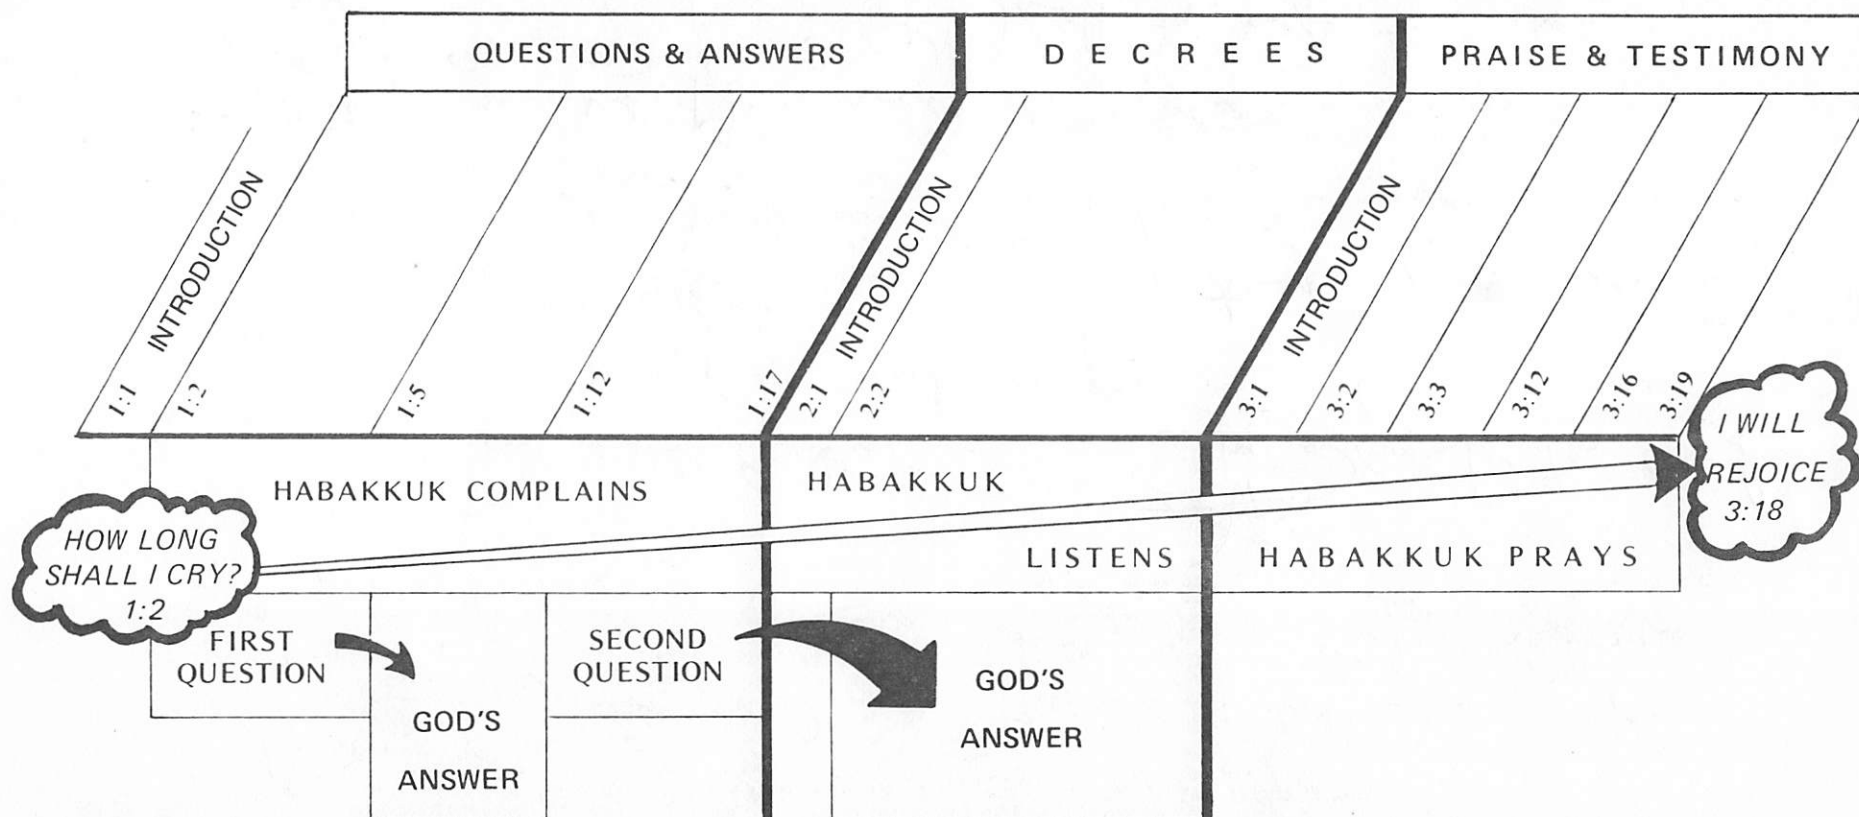 QUESTIONS & ANSWERS
DECREES
PRAISE & TESTIMONY
INTRODUCTION
INTRODUCTION
INTRODUCTION
1:1
1:2
1:5
1:12
1:17
2:1
2:2
3:1
3:2
3:3
3:12
3:16
3:19
HABAKKUK COMPLAINS
HABAKKUK
LISTENS
HABAKKUK PRAYS
HOW LONG
SHALL I CRY?
1:2
I WILL
REJOICE
3:18
FIRST
QUESTION
GOD'S
ANSWER
SECOND
QUESTION
GOD'S
ANSWER